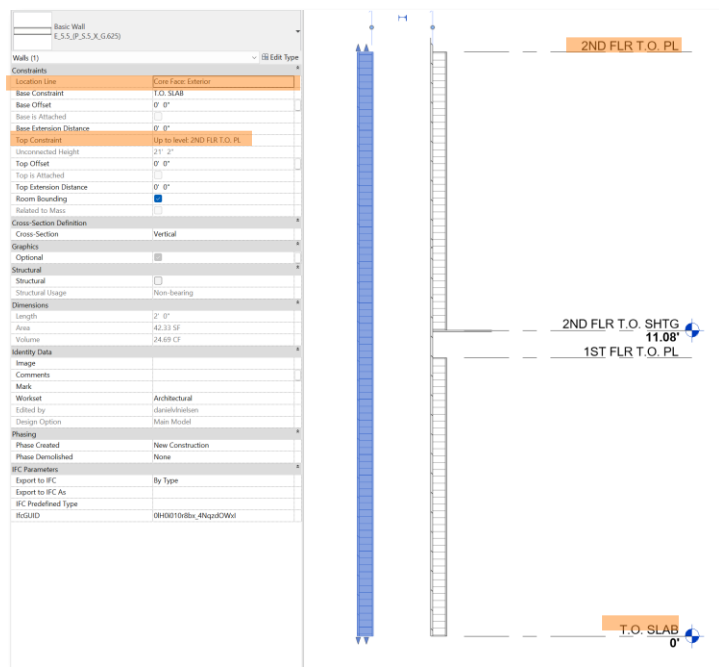 Basic Wall
E_5.5_(P_S.5_X_G.625)
Walls (1)
Edit Type
Constraints
Location Line Core Face: Exterior
Base Constraint T.O. SLAB
Base Offset 0' 0"
Base is Attached
Base Extension Distance 0' 0"
Top Constraint Up to level: 2ND FLR T.O. PL
Unconnected Height 21' 2"
Top Offset 0' 0"
Top is Attached
Top Extension Distance 0' 0"
Room Bounding
Related to Mass
Cross-Section Definition
Cross-Section Vertical
Graphics
Optional
Structural
Structural
Structural Usage Non-bearing
Dimensions
Length 2' 0"
Area 42.33 SF
Volume 24.69 CF
Identity Data
Image
Comments
Mark
Workset Architectural
Edited by danielvlnielsen
Design Option Main Model
Phasing
Phase Created New Construction
Phase Demolished None
IFC Parameters
Export to IFC By Type
Export to IFC As
IFC Predefined Type
IfcGUID
2ND FLR T.O. PL
2ND FLR T.O. SHTG
11.08'
1ST FLR T.O. PL
T.O. SLAB
0'